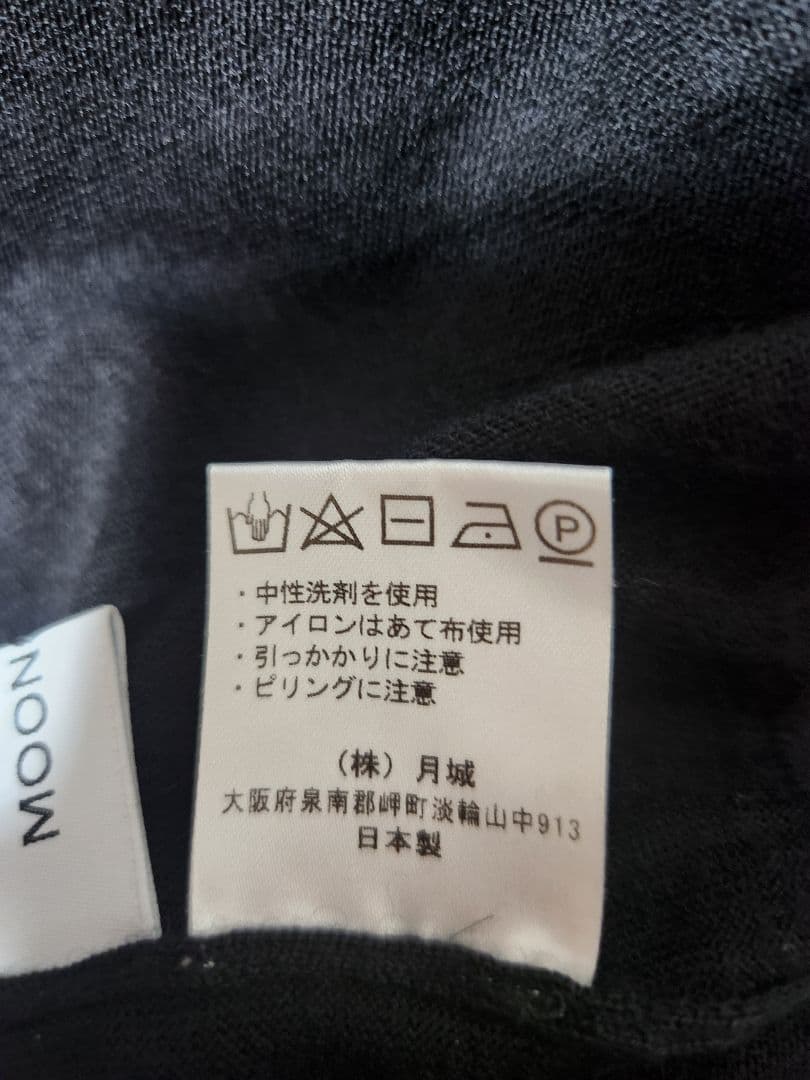 P
・中性洗剤を使用
・アイロンはあて布使用
・引っかかりに注意
・ピリングに注意
(株)月城
大阪府泉南郡岬町淡輪山中913
日本製
MOON